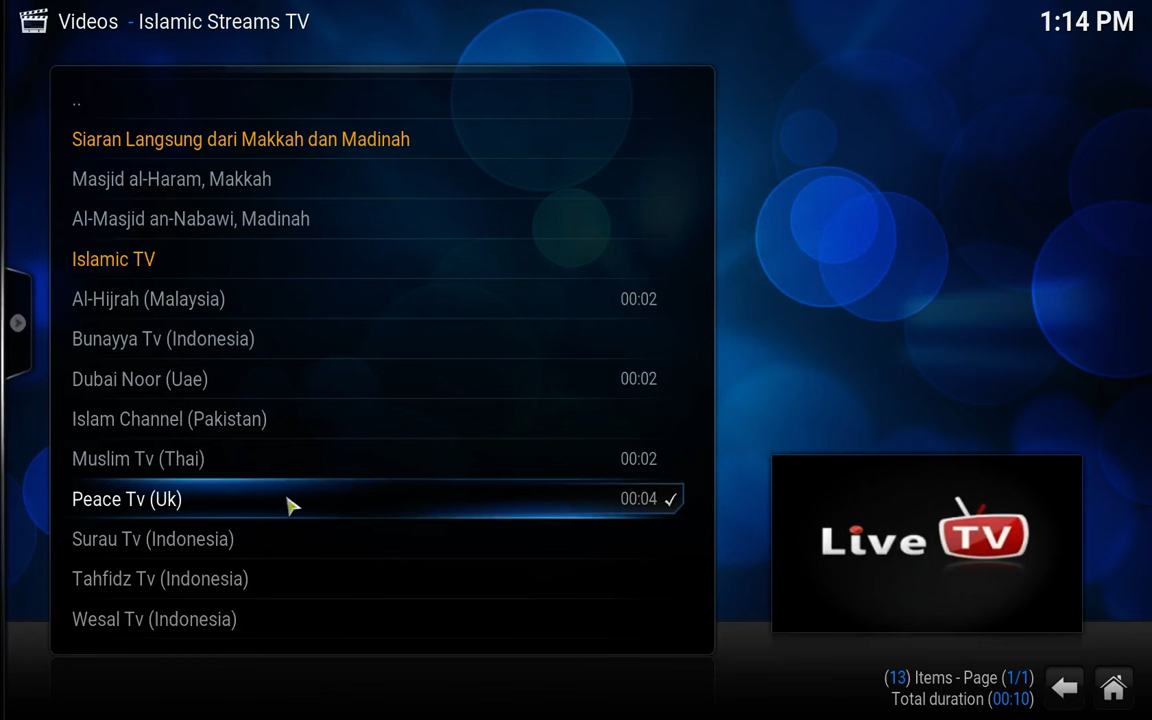 Videos - Islamic Streams TV
1:14 PM
..
Siaran Langsung dari Makkah dan Madinah
Masjid al-Haram, Makkah
Al-Masjid an-Nabawi, Madinah
Islamic TV
Al-Hijrah (Malaysia) 00:02
Bunayya Tv (Indonesia)
Dubai Noor (Uae) 00:02
Islam Channel (Pakistan)
Muslim Tv (Thai) 00:02
Peace Tv (Uk) 00:04
Surau Tv (Indonesia)
Tahfidz Tv (Indonesia)
Wesal Tv (Indonesia)
Live TV
(13) Items - Page (1/1)
Total duration (00:10)